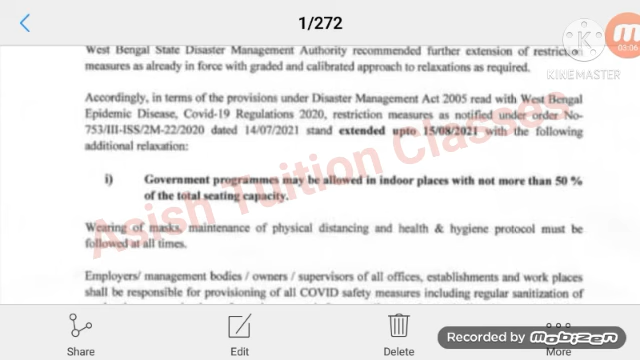 1/272
West Bengal State Disaster Management Authority recommended further extension of restriction
measures as already in force with graded and calibrated approach to relaxations as required.
Accordingly, in terms of the provisions under Disaster Management Act 2005 read with West Bengal
Epidemic Disease, Covid-19 Regulations 2020, restriction measures as notified under order No-
753/III-ISS/2M-22/2020 dated 14/07/2021 stand extended upto 15/08/2021 with the following
additional relaxation:
i) Government programmes may be allowed in indoor places with not more than 50 %
of the total seating capacity.
Wearing of masks, maintenance of physical distancing and health & hygiene protocol must be
followed at all times.
Employers/ management bodies / owners / supervisors of all offices, establishments and work places
shall be responsible for provisioning of all COVID safety measures including regular sanitization of
Asish Tuition Classes
KINEMASTER
03:06
Share
Edit
Delete
More
Recorded by Mobizen